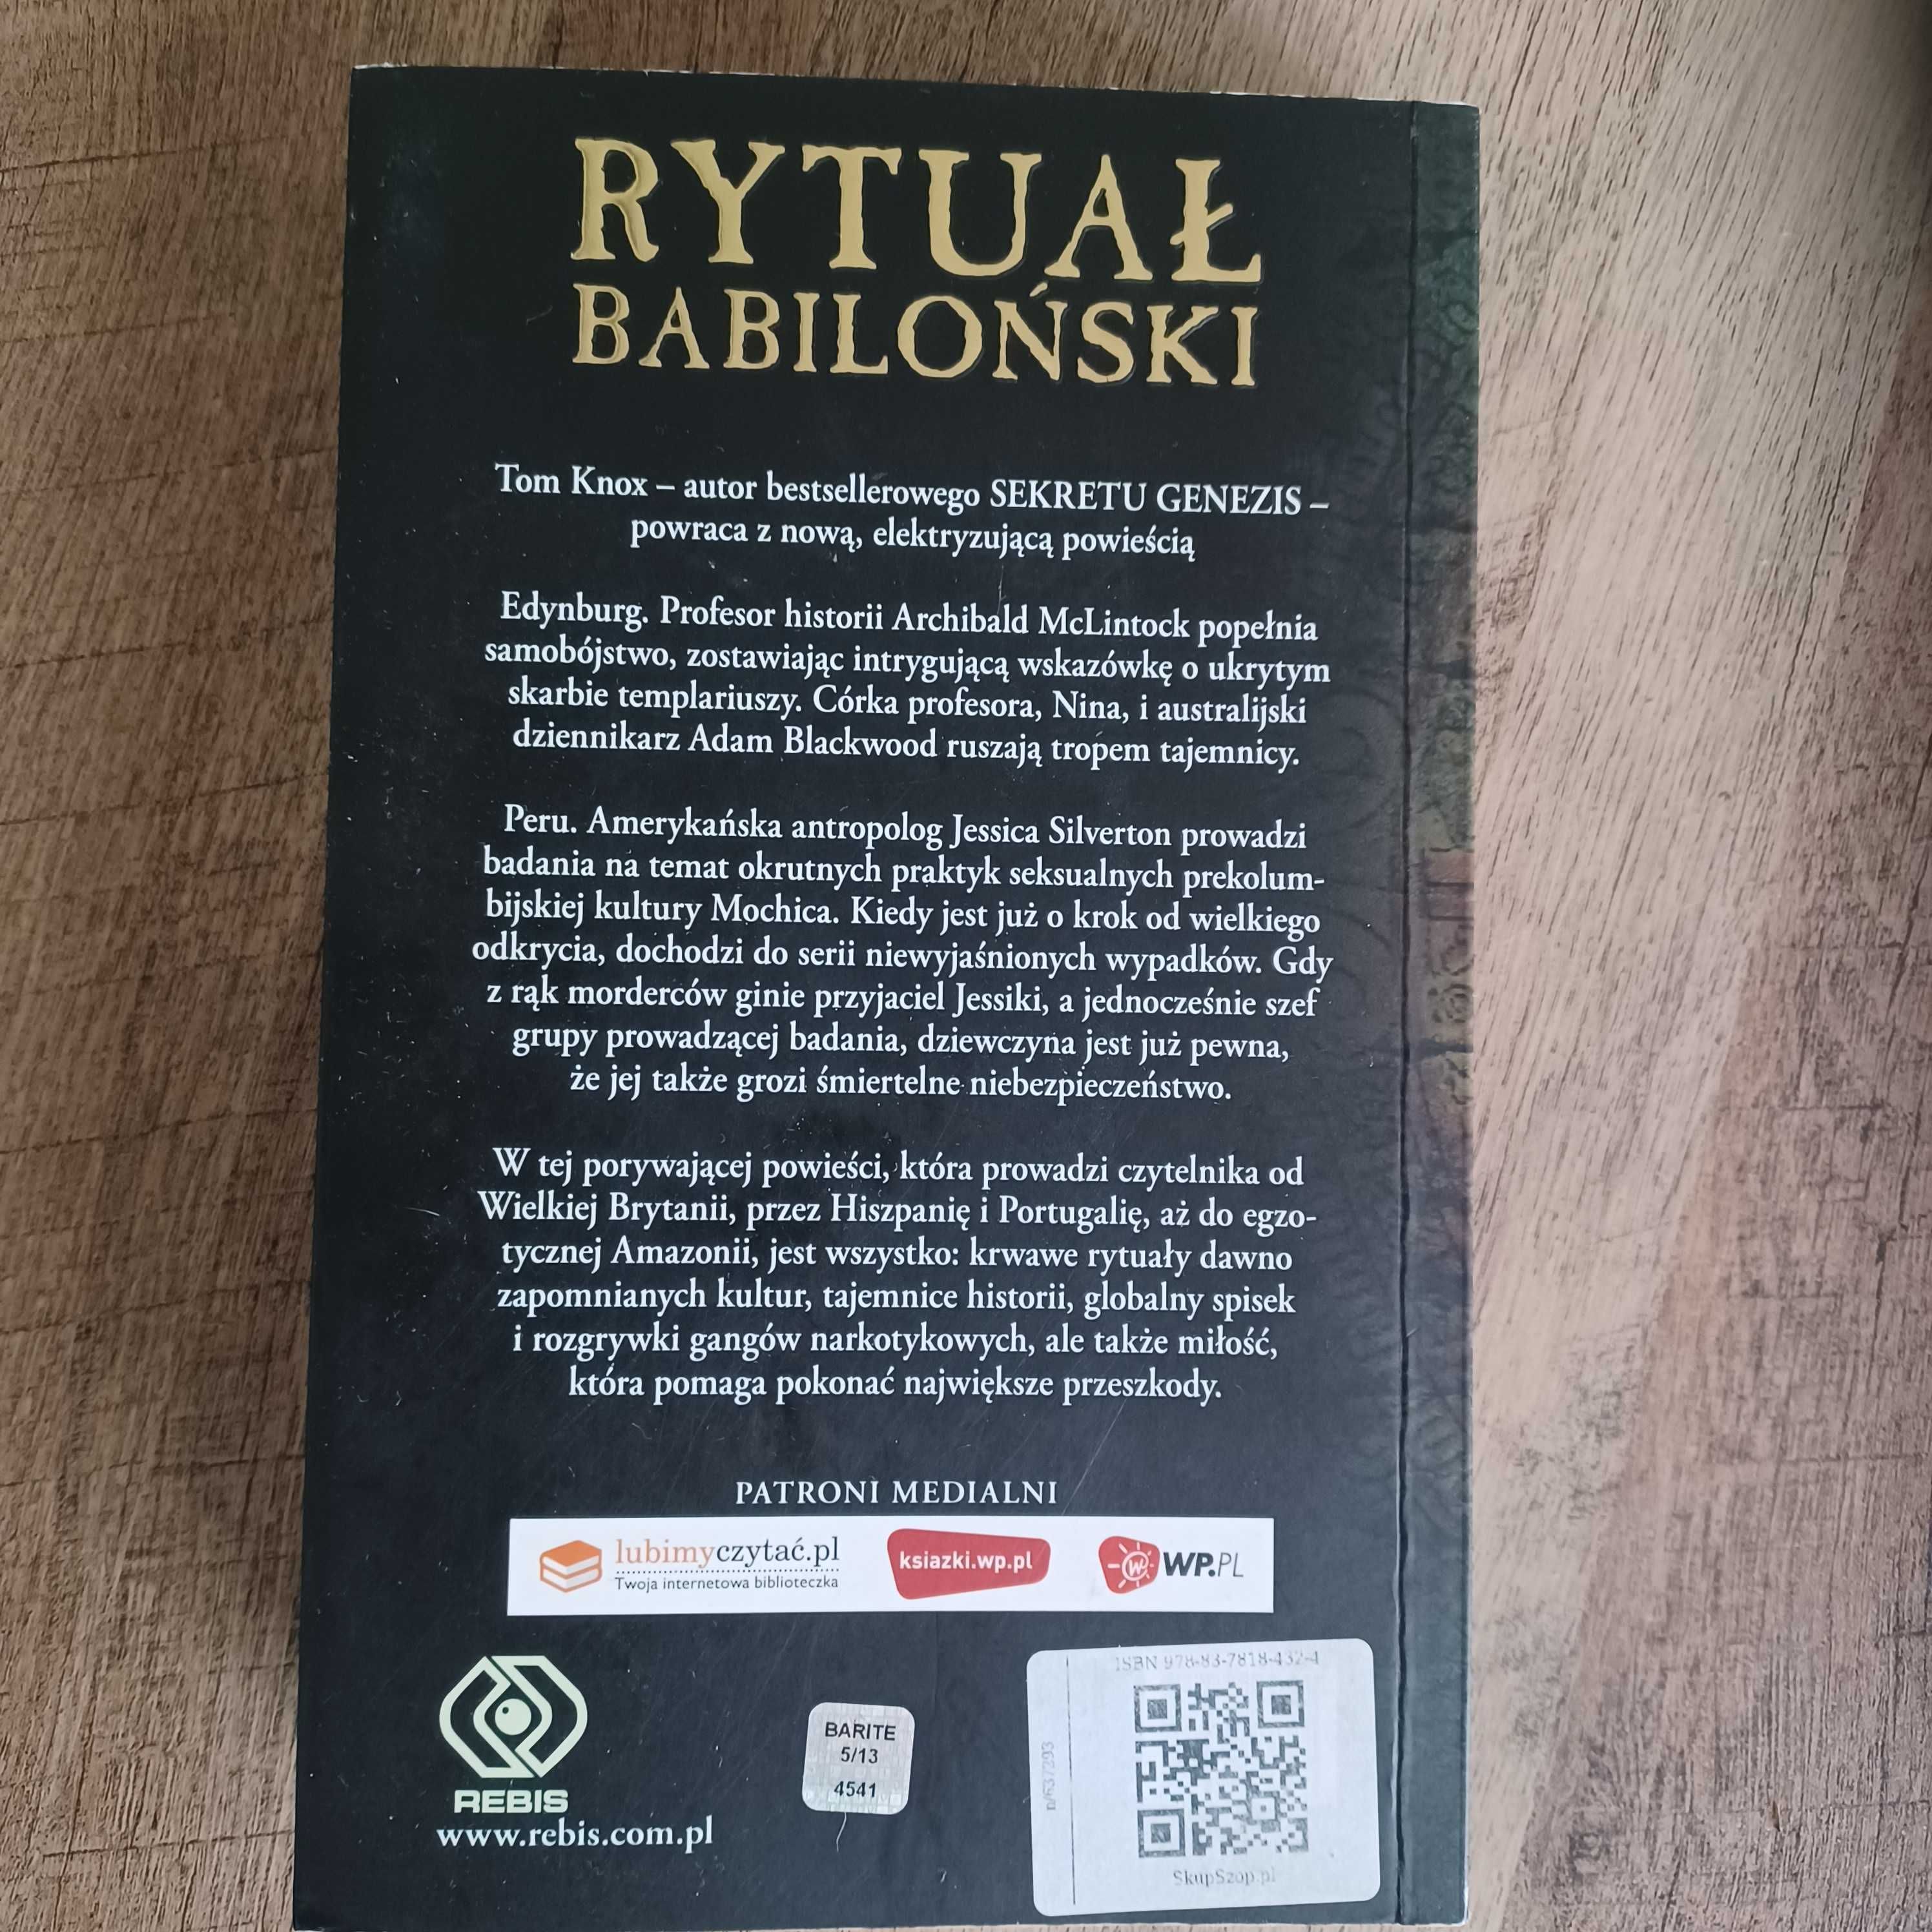 RYTUAŁ
BABILOŃSKI
Tom Knox – autor bestsellerowego SEKRETU GENEZIS –
powraca z nową, elektryzującą powieścią
Edynburg. Profesor historii Archibald McLintock popełnia
samobójstwo, zostawiając intrygującą wskazówkę o ukrytym
skarbie templariuszy. Córka profesora, Nina, i australijski
dziennikarz Adam Blackwood ruszają tropem tajemnicy.
Peru. Amerykańska antropolog Jessica Silverton prowadzi
badania na temat okrutnych praktyk seksualnych prekolum-
bijskiej kultury Mochica. Kiedy jest już o krok od wielkiego
odkrycia, dochodzi do serii niewyjaśnionych wypadków. Gdy
z rąk morderców ginie przyjaciel Jessiki, a jednocześnie szef
grupy prowadzącej badania, dziewczyna jest już pewna,
że jej także grozi śmiertelne niebezpieczeństwo.
W tej porywającej powieści, która prowadzi czytelnika od
Wielkiej Brytanii, przez Hiszpanię i Portugalię, aż do egzo-
tycznej Amazonii, jest wszystko: krwawe rytuały dawno
zapomnianych kultur, tajemnice historii, globalny spisek
i rozgrywki gangów narkotykowych, ale także miłość,
która pomaga pokonać największe przeszkody.
PATRONI MEDIALNI
lubimyczytać.pl
Twoja internetowa biblioteczka
ksiazki.wp.pl
WP.PL
REBIS
www.rebis.com.pl
BARITE
5/13
4541
ISBN 978-83-7818-432-4
SkupSzop.pl